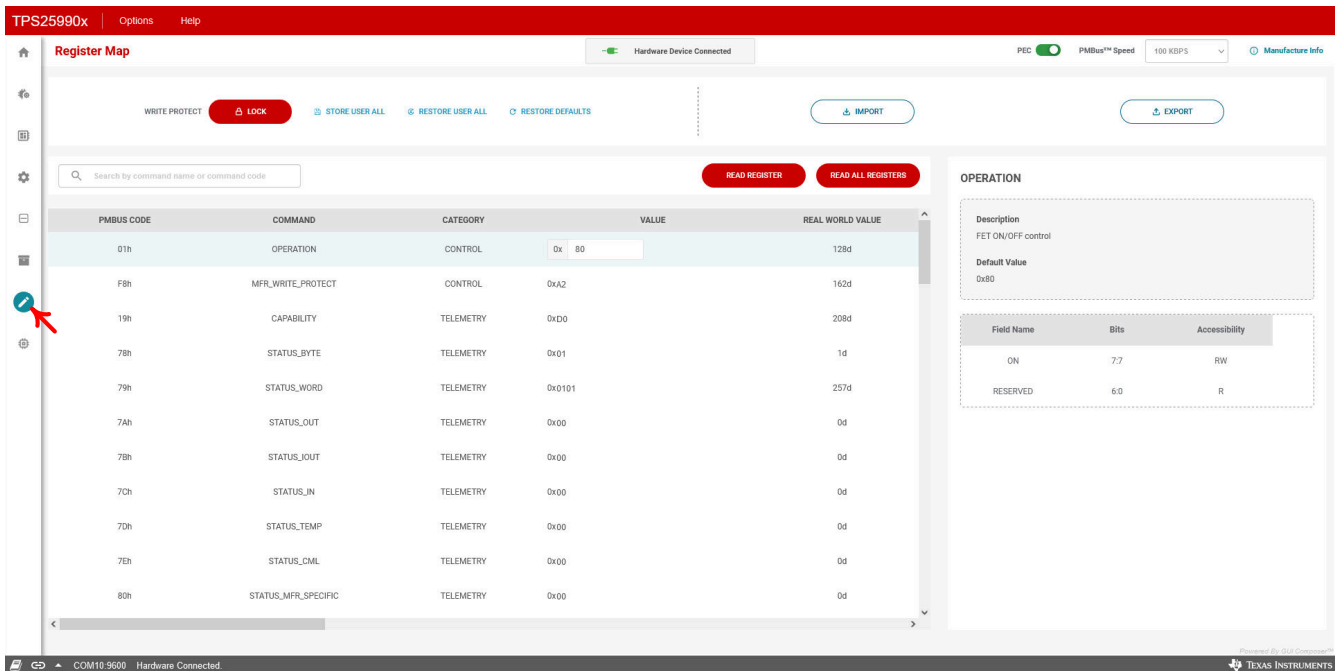 TPS25990x Options Help
Register Map Hardware Device Connected PEC PMBus™ Speed 100 KBPS Manufacture Info
WRITE PROTECT LOCK STORE USER ALL RESTORE USER ALL RESTORE DEFAULTS IMPORT EXPORT
Search by command name or command code READ REGISTER READ ALL REGISTERS
PMBUS CODE COMMAND CATEGORY VALUE REAL WORLD VALUE
01h OPERATION CONTROL 0x 80 128d
F8h MFR_WRITE_PROTECT CONTROL 0xA2 162d
19h CAPABILITY TELEMETRY 0xD0 208d
78h STATUS_BYTE TELEMETRY 0x01 1d
79h STATUS_WORD TELEMETRY 0x0101 257d
7Ah STATUS_OUT TELEMETRY 0x00 0d
7Bh STATUS_IOUT TELEMETRY 0x00 0d
7Ch STATUS_IN TELEMETRY 0x00 0d
7Dh STATUS_TEMP TELEMETRY 0x00 0d
7Eh STATUS_CML TELEMETRY 0x00 0d
80h STATUS_MFR_SPECIFIC TELEMETRY 0x00 0d
OPERATION
Description
FET ON/OFF control
Default Value
0x80
Field Name Bits Accessibility
ON 7:7 RW
RESERVED 6:0 R
Powered By GUI Composer™
COM10:9600 Hardware Connected. TEXAS INSTRUMENTS